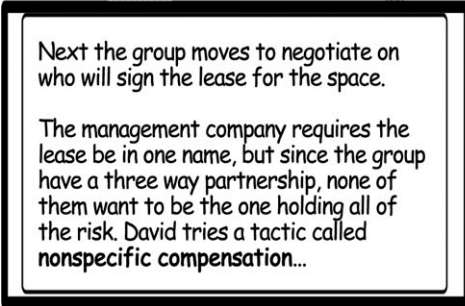 Next the group moves to negotiate on
who will sign the lease for the space.
The management company requires the
lease be in one name, but since the group
have a three way partnership, none of
them want to be the one holding all of
the risk. David tries a tactic called
nonspecific compensation...